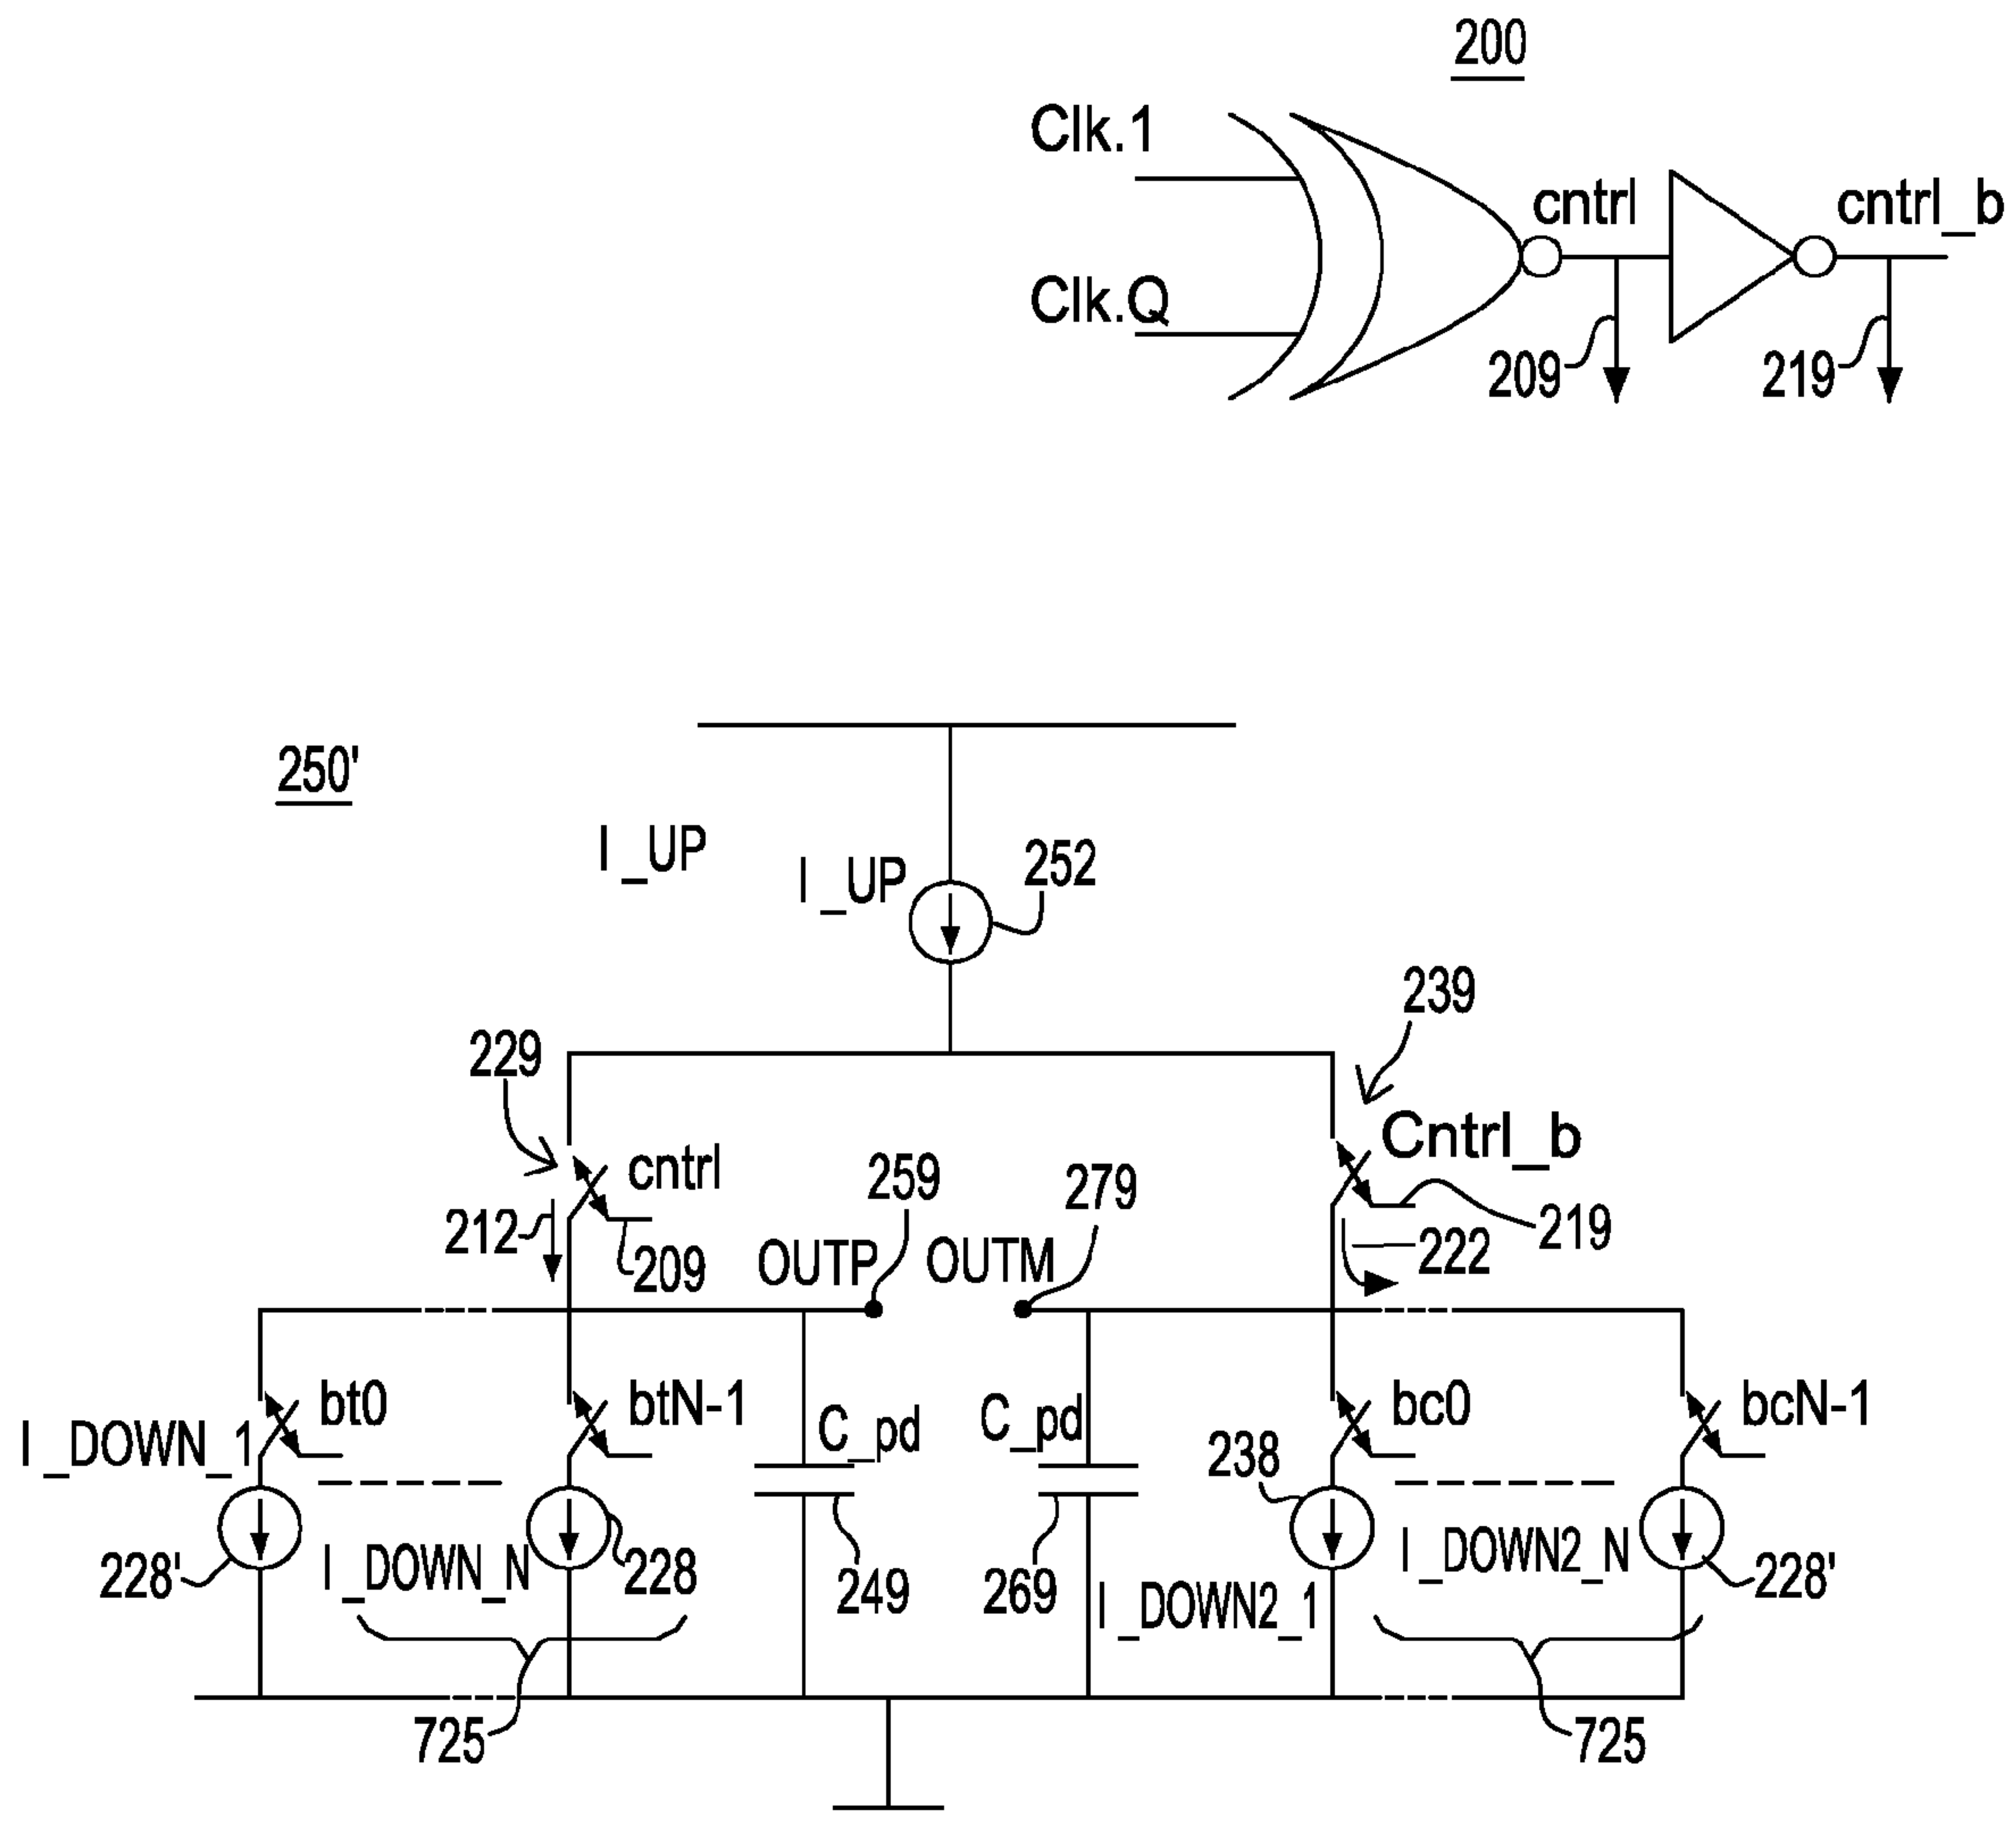 200
Clk.1
cntrl
cntrl_b
Clk.Q
209
219
250'
I_UP
I_UP
252
239
229
Cntrl_b
cntrl
259
279
212
209
OUTP
OUTM
222
219
bt0
btN-1
C_pd
C_pd
bc0
bcN-1
I_DOWN_1
238
228'
I_DOWN_N
228
249
269
I_DOWN2_1
I_DOWN2_N
228'
725
725